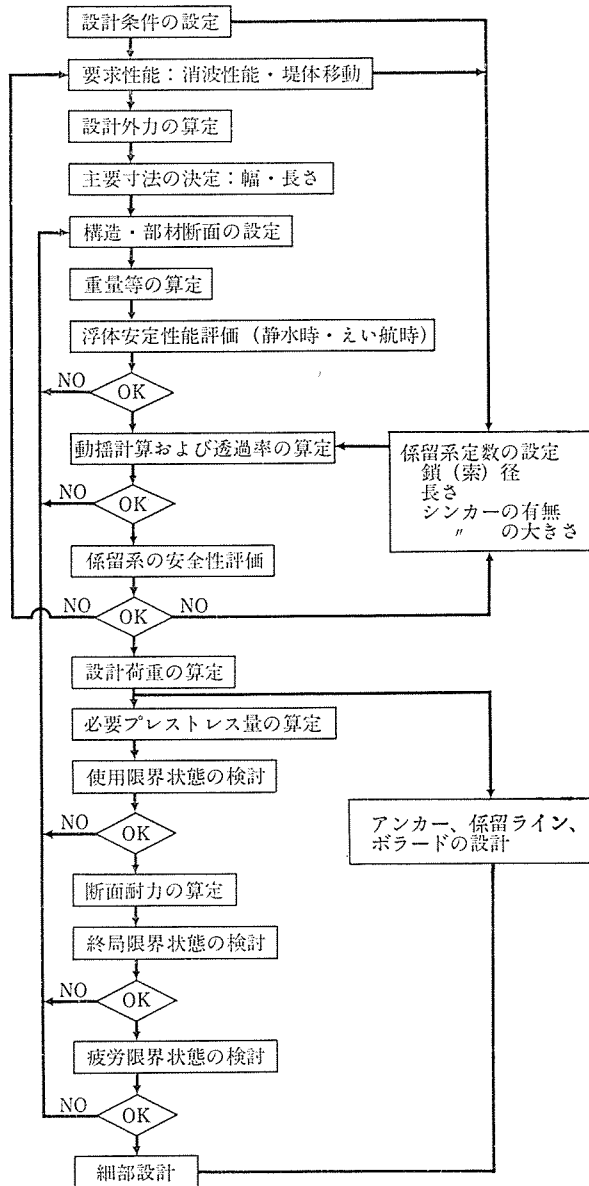 設計条件の設定
要求性能：消波性能・堤体移動
設計外力の算定
主要寸法の決定：幅・長さ
構造・部材断面の設定
重量等の算定
浮体安定性能評価（静水時・えい航時）
NO
OK
動揺計算および透過率の算定
係留系定数の設定
鎖（索）径
長さ
シンカーの有無
〃 の大きさ
NO
OK
係留系の安全性評価
NO
OK
NO
設計荷重の算定
必要プレストレス量の算定
使用限界状態の検討
アンカー、係留ライン、
ボラードの設計
NO
OK
断面耐力の算定
終局限界状態の検討
NO
OK
疲労限界状態の検討
NO
OK
細部設計